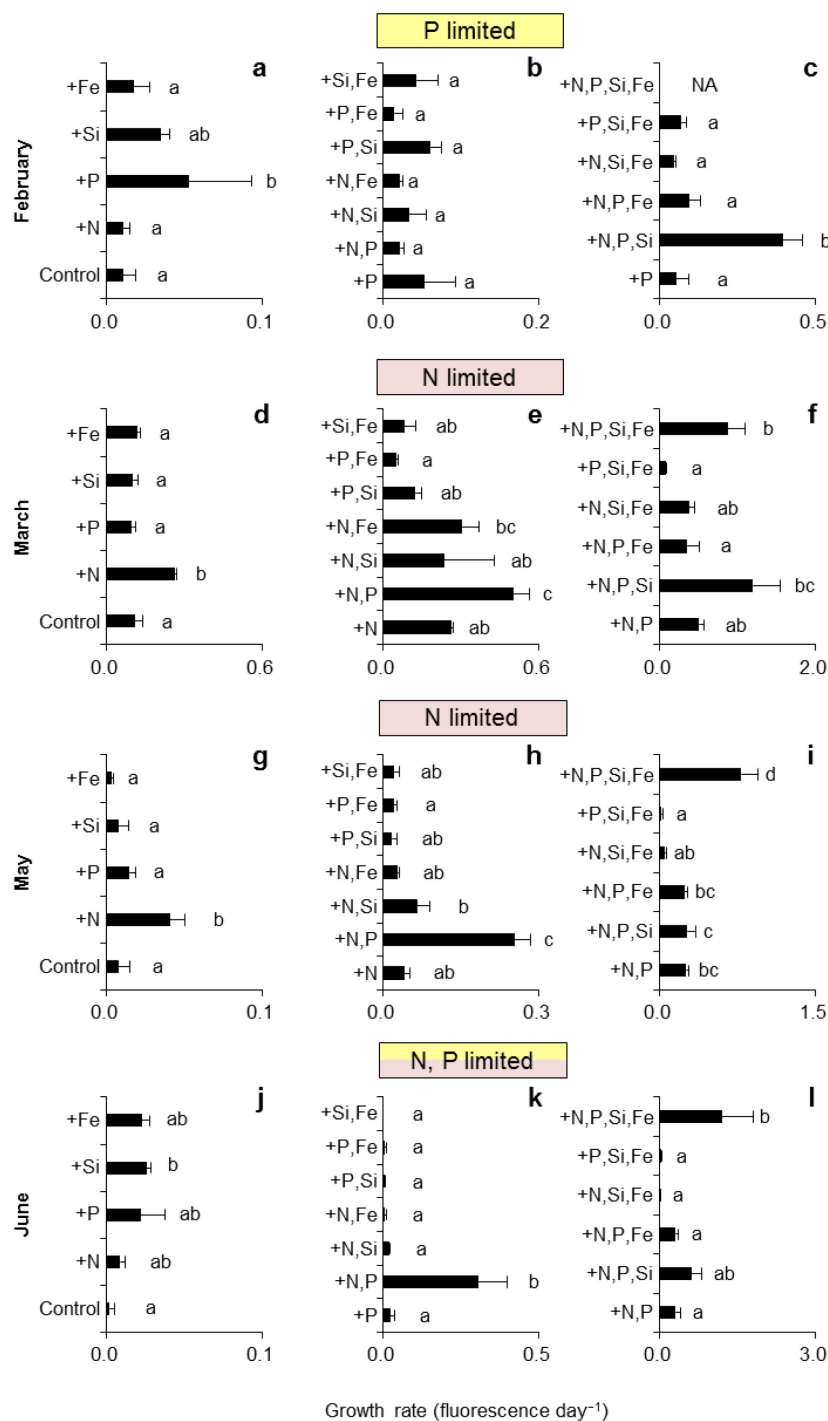 P limited
a
+Fe a
+Si ab
+P b
+N a
Control a
0.0 0.1
February
b
+Si,Fe a
+P,Fe a
+P,Si a
+N,Fe a
+N,Si a
+N,P a
+P a
0.0 0.2
c
+N,P,Si,Fe NA
+P,Si,Fe a
+N,Si,Fe a
+N,P,Fe a
+N,P,Si b
+P a
0.0 0.5
N limited
d
+Fe a
+Si a
+P a
+N b
Control a
0.0 0.6
March
e
+Si,Fe ab
+P,Fe a
+P,Si ab
+N,Fe bc
+N,Si ab
+N,P c
+N ab
0.0 0.6
f
+N,P,Si,Fe b
+P,Si,Fe a
+N,Si,Fe ab
+N,P,Fe a
+N,P,Si bc
+N,P ab
0.0 2.0
N limited
g
+Fe a
+Si a
+P a
+N b
Control a
0.0 0.1
May
h
+Si,Fe ab
+P,Fe a
+P,Si ab
+N,Fe ab
+N,Si b
+N,P c
+N ab
0.0 0.3
i
+N,P,Si,Fe d
+P,Si,Fe a
+N,Si,Fe ab
+N,P,Fe bc
+N,P,Si c
+N,P bc
0.0 1.5
N, P limited
j
+Fe ab
+Si b
+P ab
+N ab
Control a
0.0 0.1
June
k
+Si,Fe a
+P,Fe a
+P,Si a
+N,Fe a
+N,Si a
+N,P b
+P a
0.0 0.5
l
+N,P,Si,Fe b
+P,Si,Fe a
+N,Si,Fe a
+N,P,Fe a
+N,P,Si ab
+N,P a
0.0 3.0
Growth rate (fluorescence day⁻¹)